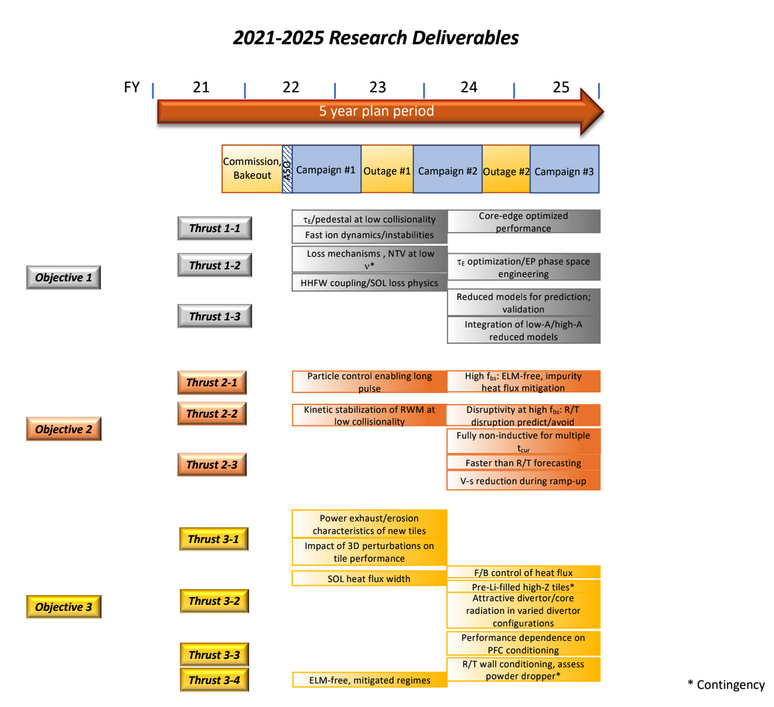 2021-2025 Research Deliverables
FY 21 22 23 24 25
5 year plan period
Commission,
Bakeout
ASO
Campaign #1
Outage #1
Campaign #2
Outage #2
Campaign #3
Objective 1
Thrust 1-1
τE/pedestal at low collisionality
Fast ion dynamics/instabilities
Core-edge optimized
performance
Thrust 1-2
Loss mechanisms , NTV at low
ν*
HHFW coupling/SOL loss physics
τE optimization/EP phase space
engineering
Thrust 1-3
Reduced models for prediction;
validation
Integration of low-A/high-A
reduced models
Objective 2
Thrust 2-1
Particle control enabling long
pulse
High fbs: ELM-free, impurity
heat flux mitigation
Thrust 2-2
Kinetic stabilization of RWM at
low collisionality
Disruptivity at high fbs: R/T
disruption predict/avoid
Thrust 2-3
Fully non-inductive for multiple
tcur
Faster than R/T forecasting
V-s reduction during ramp-up
Objective 3
Thrust 3-1
Power exhaust/erosion
characteristics of new tiles
Impact of 3D perturbations on
tile performance
Thrust 3-2
SOL heat flux width
F/B control of heat flux
Pre-Li-filled high-Z tiles*
Attractive divertor/core
radiation in varied divertor
configurations
Thrust 3-3
Performance dependence on
PFC conditioning
Thrust 3-4
ELM-free, mitigated regimes
R/T wall conditioning, assess
powder dropper*
* Contingency